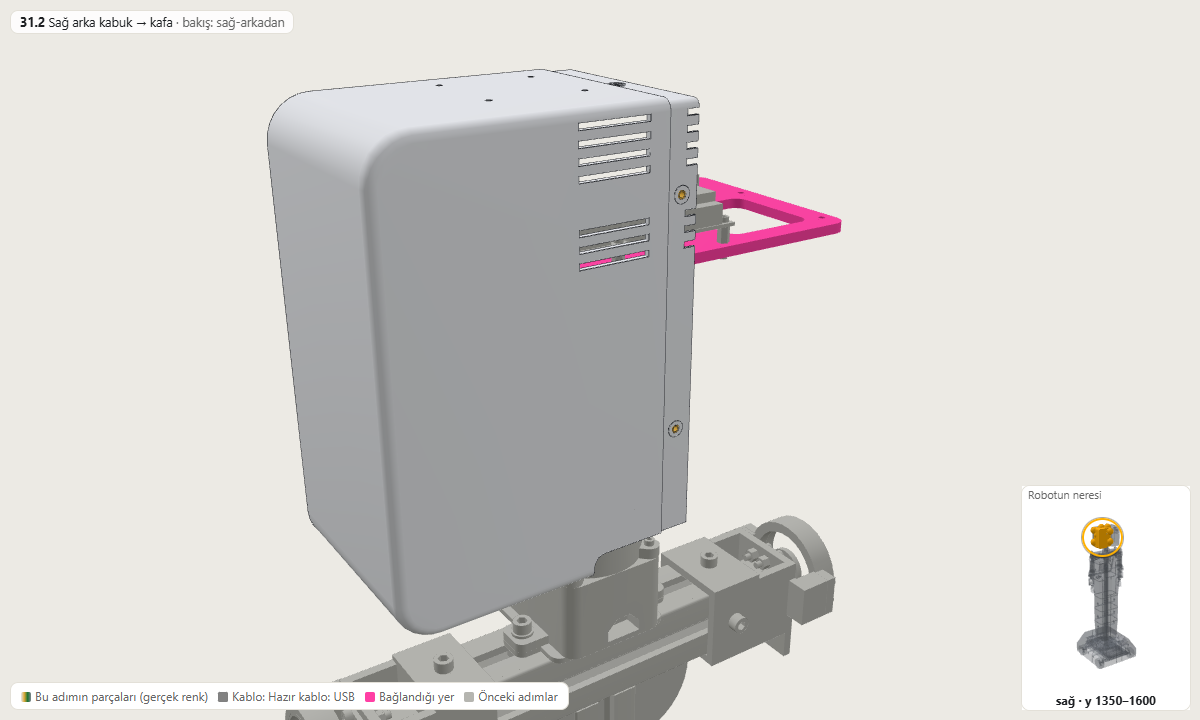 31.2 Sağ arka kabuk → kafa · bakış: sağ-arkadan
Robotun neresi
sağ · y 1350–1600
Bu adımın parçaları (gerçek renk) Kablo: Hazır kablo: USB Bağlandığı yer Önceki adımlar